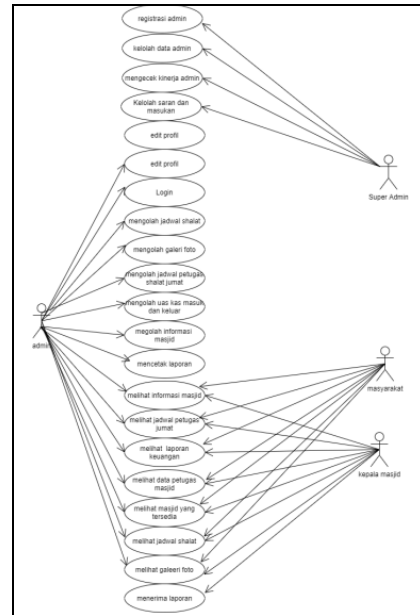 registrasi admin
kelolah data admin
mengecek kinerja admin
Kelolah saran dan
masukan
edit profil
edit profil
Login
Super Admin
mengolah jadwal shalat
mengolah galeri foto
mengolah jadwal petugas
shalat jumat
mengolah uas kas masuk
dan keluar
admin
megolah informasi
masjid
mencetak laporan
melihat informasi masjid
masyarakat
melihat jadwal petugas
jumat
melihat laporan
keuangan
kepala masjid
melihat data petugas
masjid
melihat masjid yang
tersedia
melihat jadwal shalat
melihat galeeri foto
menerima laporan